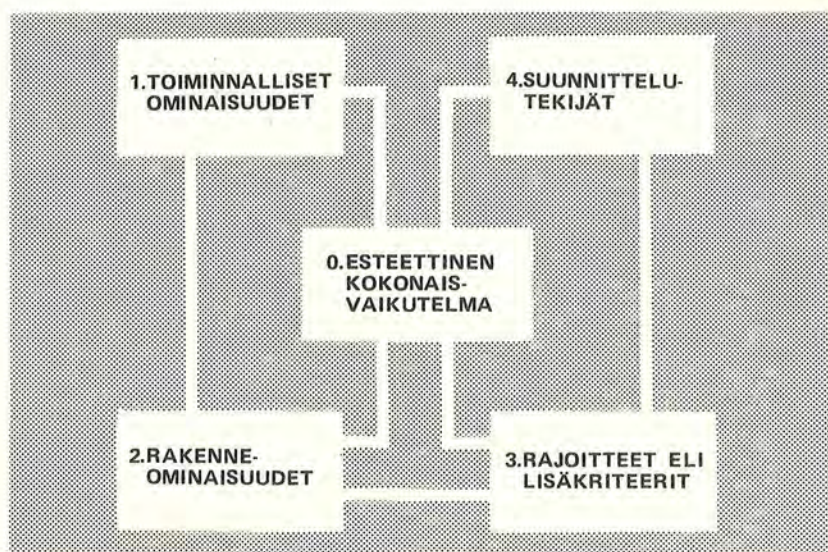 1.TOIMINNALLISET
OMINAISUUDET
4.SUUNNITTELU-
TEKIJÄT
0.ESTEETTINEN
KOKONAIS-
VAIKUTELMA
2.RAKENNE-
OMINAISUUDET
3.RAJOITTEET ELI
LISÄKRITEERIT